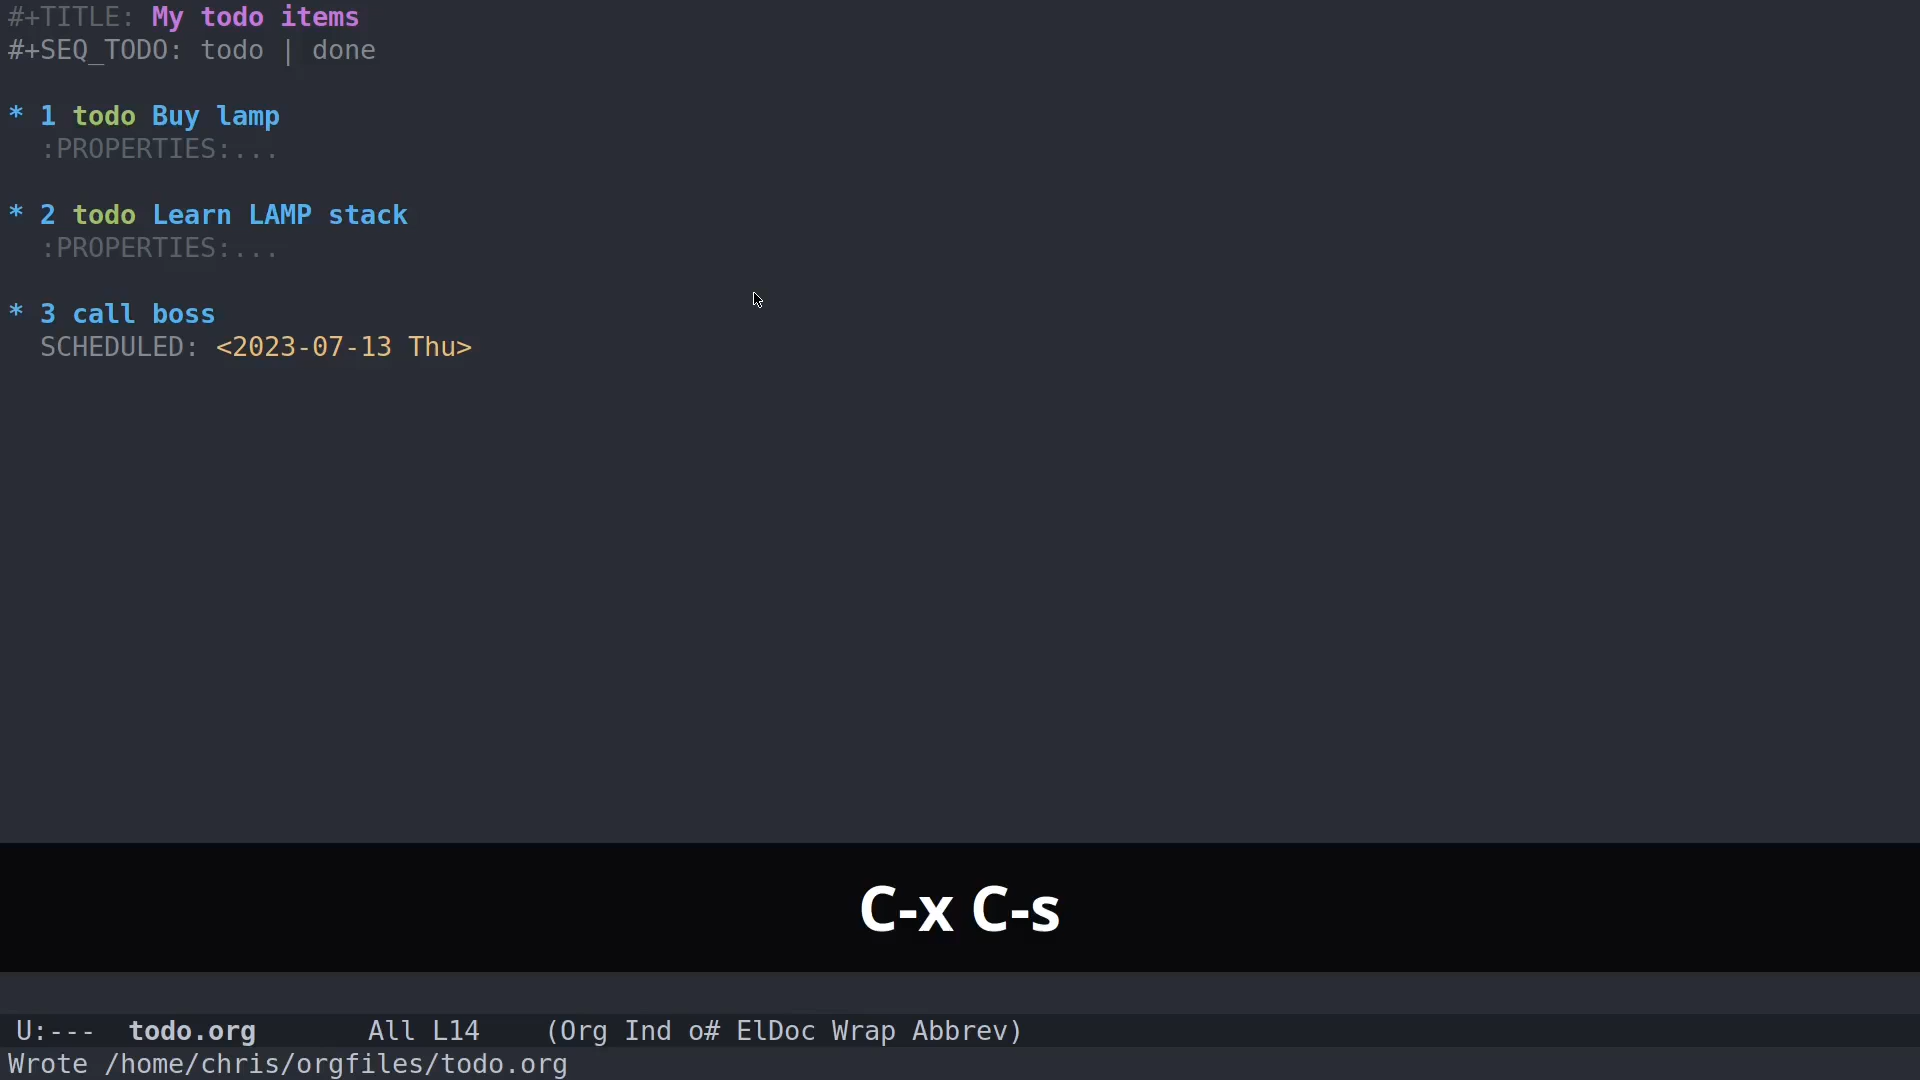 #+TITLE: My todo items
#+SEQ_TODO: todo | done
* 1 todo Buy lamp
:PROPERTIES:...
* 2 todo Learn LAMP stack
:PROPERTIES:...
* 3 call boss
SCHEDULED: <2023-07-13 Thu>
C-x C-s
U:--- todo.org All L14 (Org Ind o# ElDoc Wrap Abbrev)
Wrote /home/chris/orgfiles/todo.org